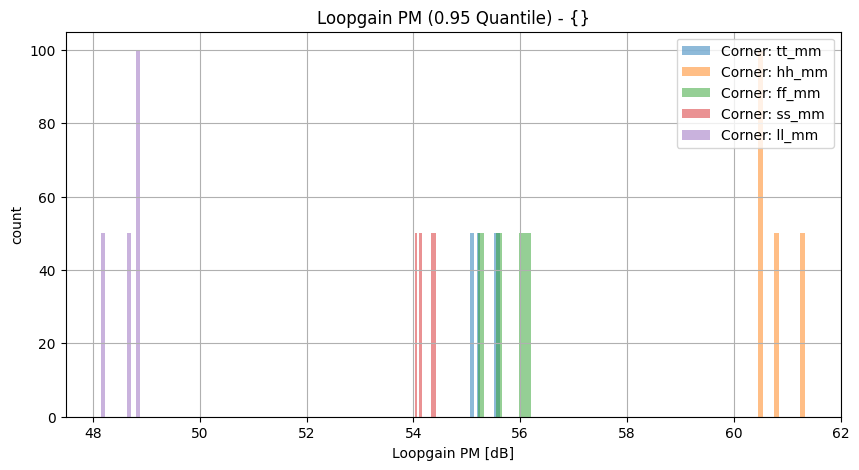 Loopgain PM (0.95 Quantile) - {}
100
80
60
40
20
0
count
Corner: tt_mm
Corner: hh_mm
Corner: ff_mm
Corner: ss_mm
Corner: ll_mm
48 50 52 54 56 58 60 62
Loopgain PM [dB]